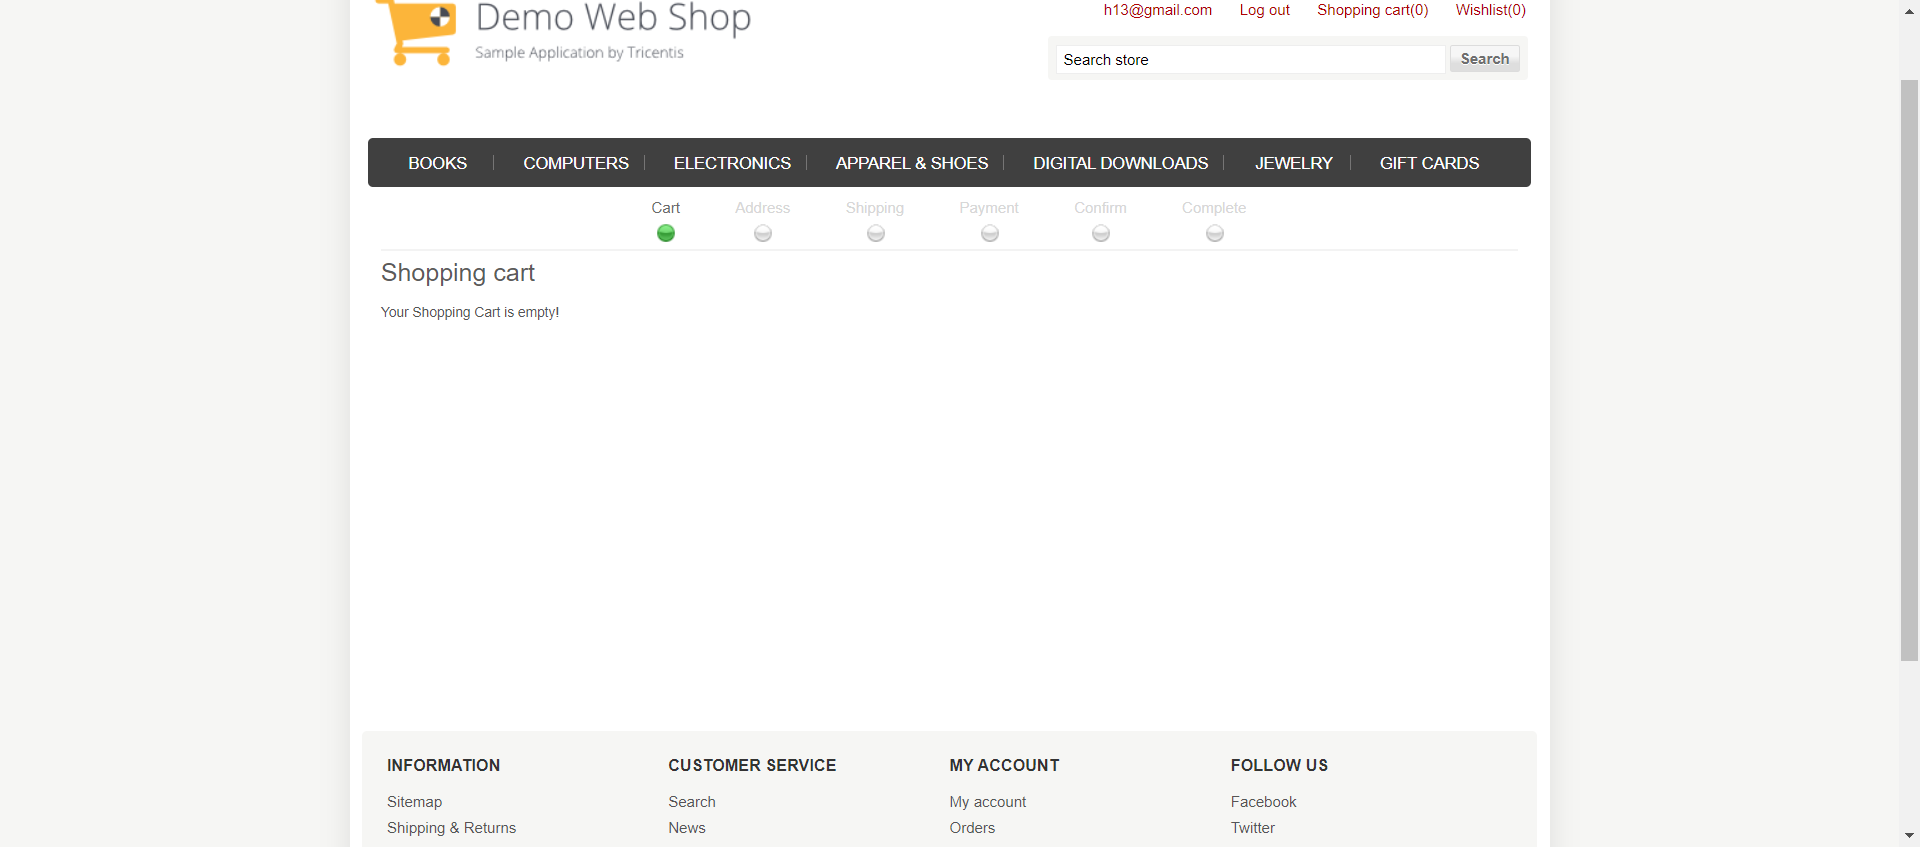 Demo Web Shop
Sample Application by Tricentis
h13@gmail.com Log out Shopping cart(0) Wishlist(0)
Search store Search
BOOKS COMPUTERS ELECTRONICS APPAREL & SHOES DIGITAL DOWNLOADS JEWELRY GIFT CARDS
Cart Address Shipping Payment Confirm Complete
Shopping cart
Your Shopping Cart is empty!
INFORMATION CUSTOMER SERVICE MY ACCOUNT FOLLOW US
Sitemap Search My account Facebook
Shipping & Returns News Orders Twitter